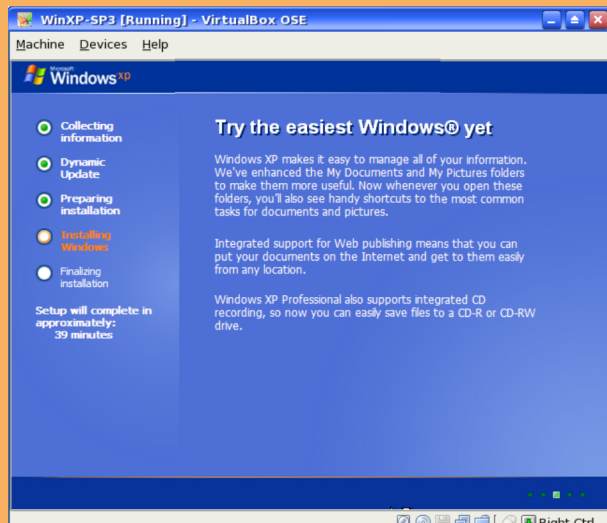 WinXP-SP3 [Running] - VirtualBox OSE
Machine Devices Help
Microsoft
Windows xp
Collecting
information
Dynamic
Update
Preparing
installation
Installing
Windows
Finalizing
installation
Setup will complete in
approximately:
39 minutes
Try the easiest Windows® yet
Windows XP makes it easy to manage all of your information.
We've enhanced the My Documents and My Pictures folders
to make them more useful. Now whenever you open these
folders, you'll also see handy shortcuts to the most common
tasks for documents and pictures.
Integrated support for Web publishing means that you can
put your documents on the Internet and get to them easily
from any location.
Windows XP Professional also supports integrated CD
recording, so now you can easily save files to a CD-R or CD-RW
drive.
Right Ctrl